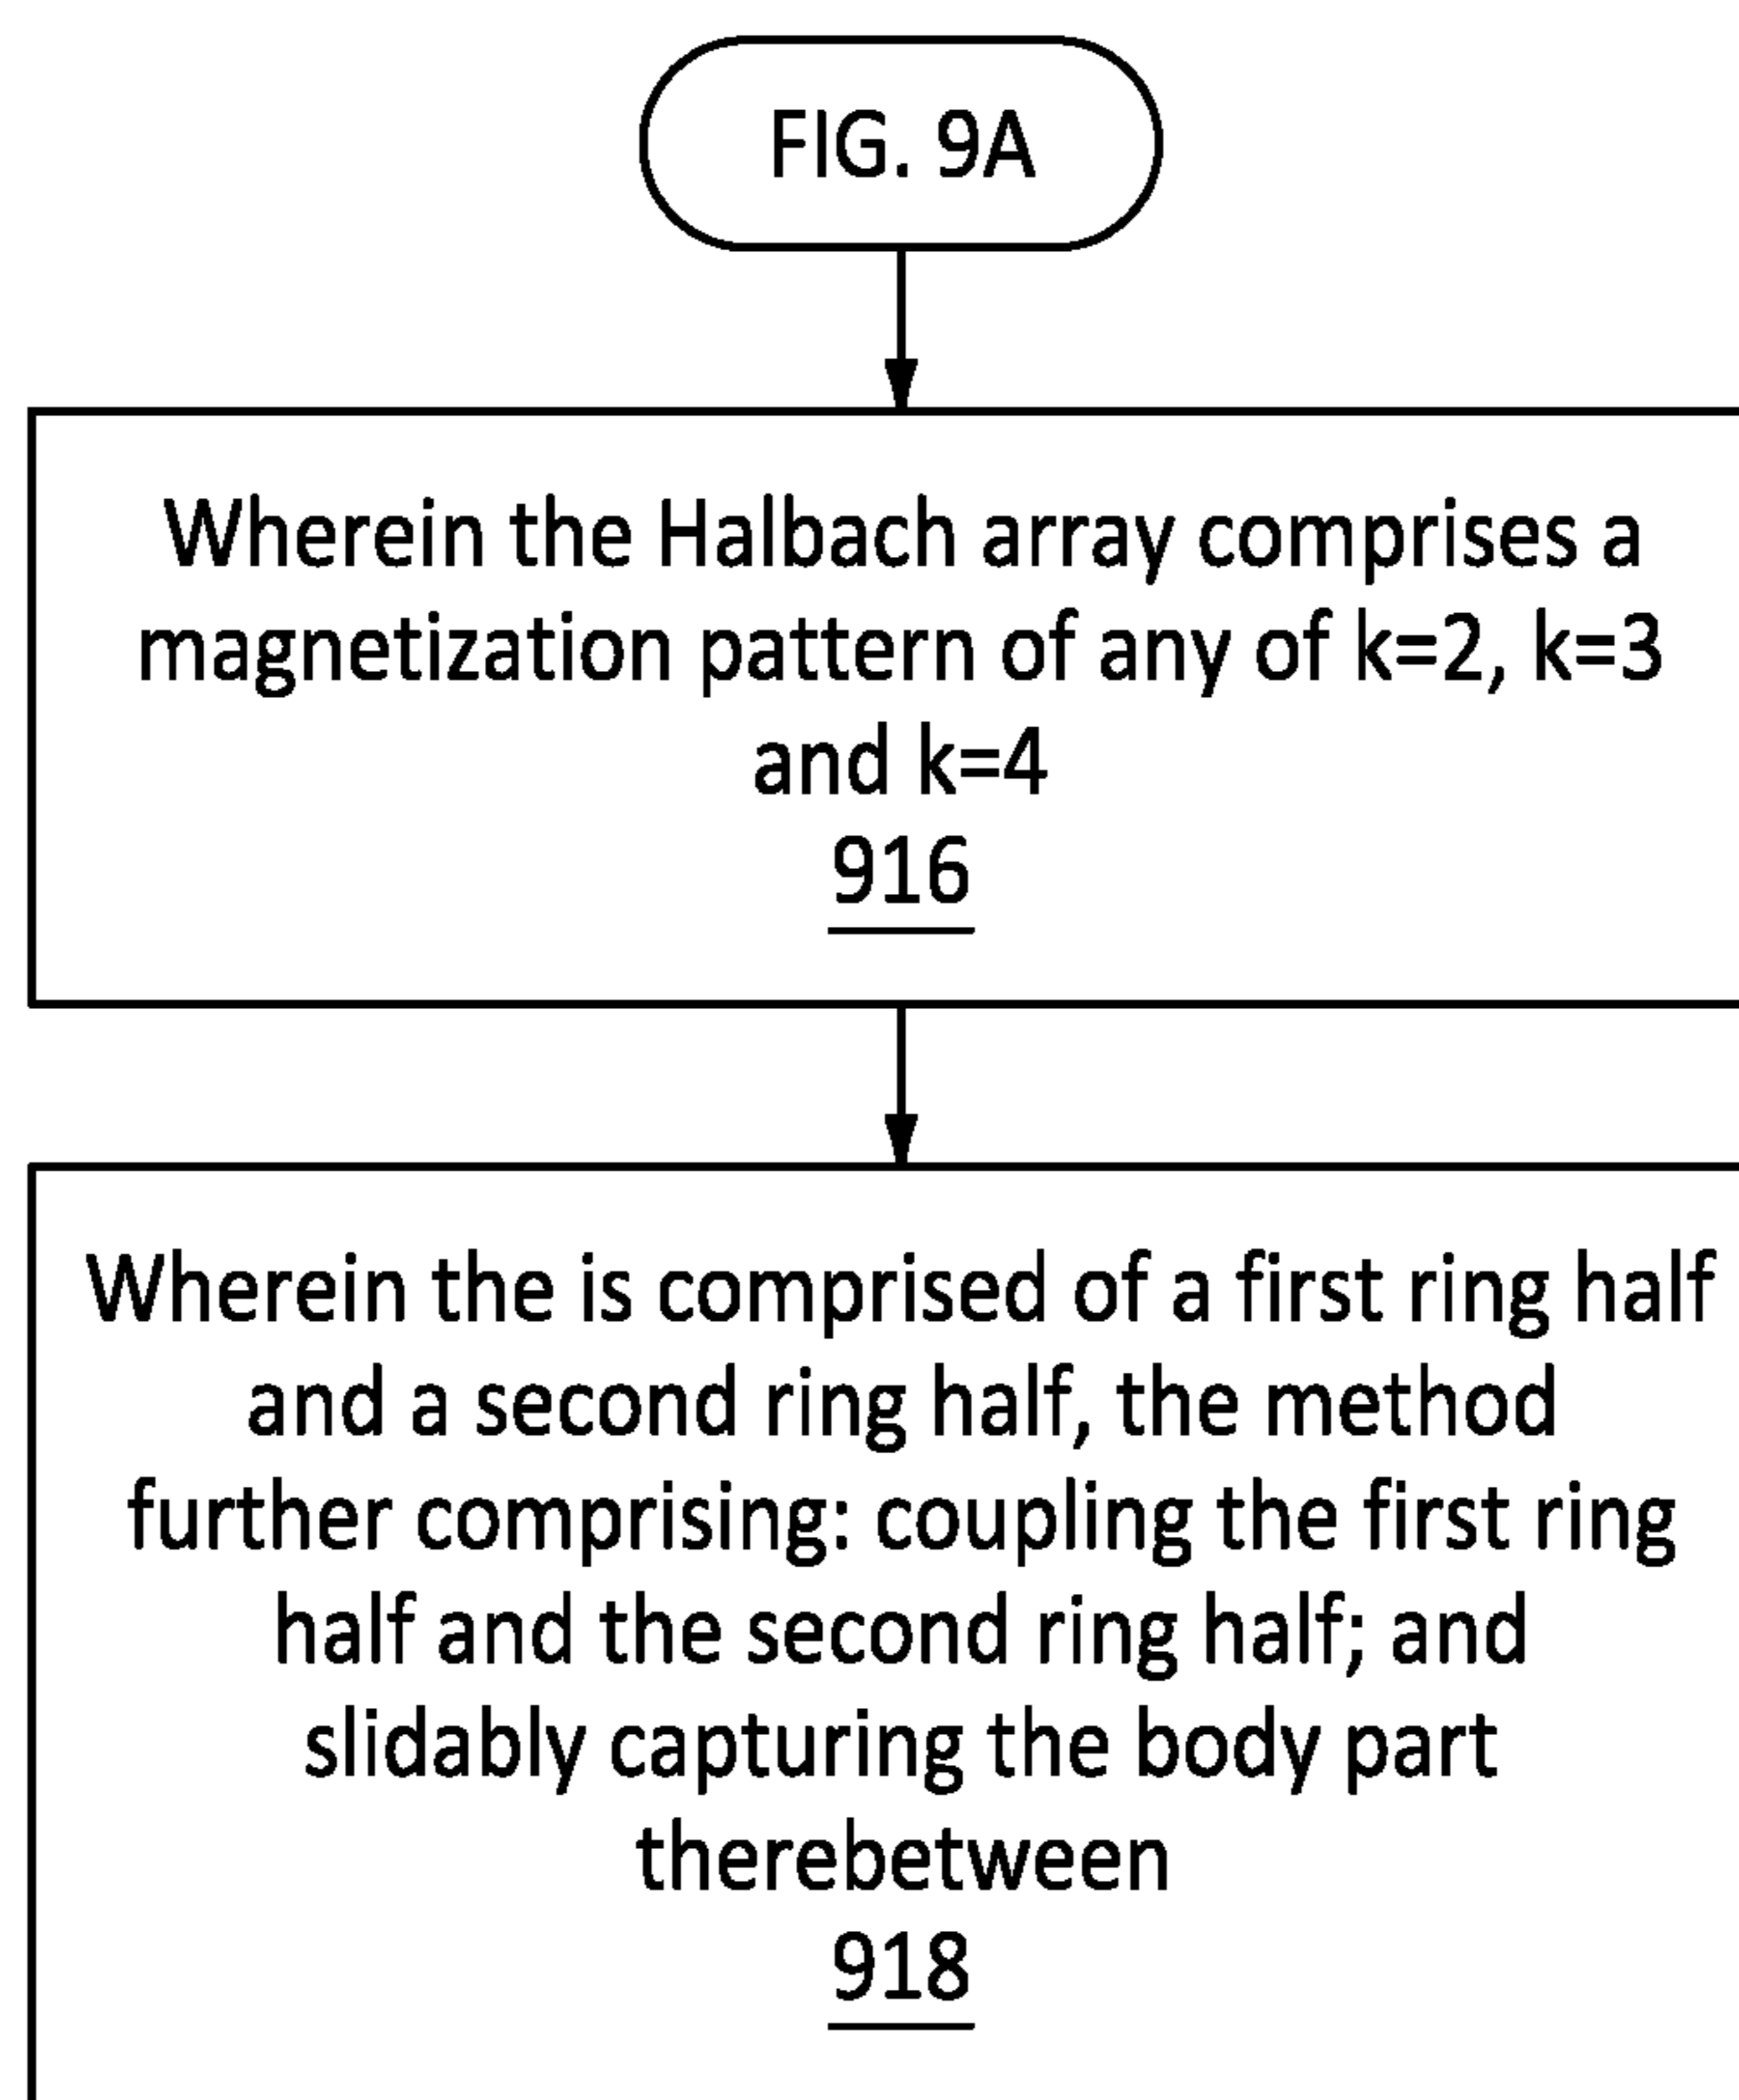 FIG. 9A
Wherein the Halbach array comprises a
magnetization pattern of any of k=2, k=3
and k=4
916
Wherein the is comprised of a first ring half
and a second ring half, the method
further comprising: coupling the first ring
half and the second ring half; and
slidably capturing the body part
therebetween
918